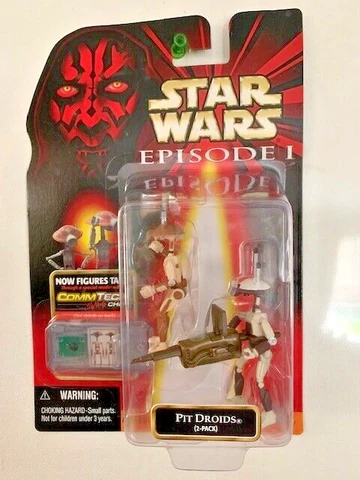 STAR
WARS
EPISODE I
NOW FIGURES TA
COMMTEC
CH
PIT DROIDS®
(2-PACK)
WARNING:
CHOKING HAZARD-Small parts.
Not for children under 3 years.